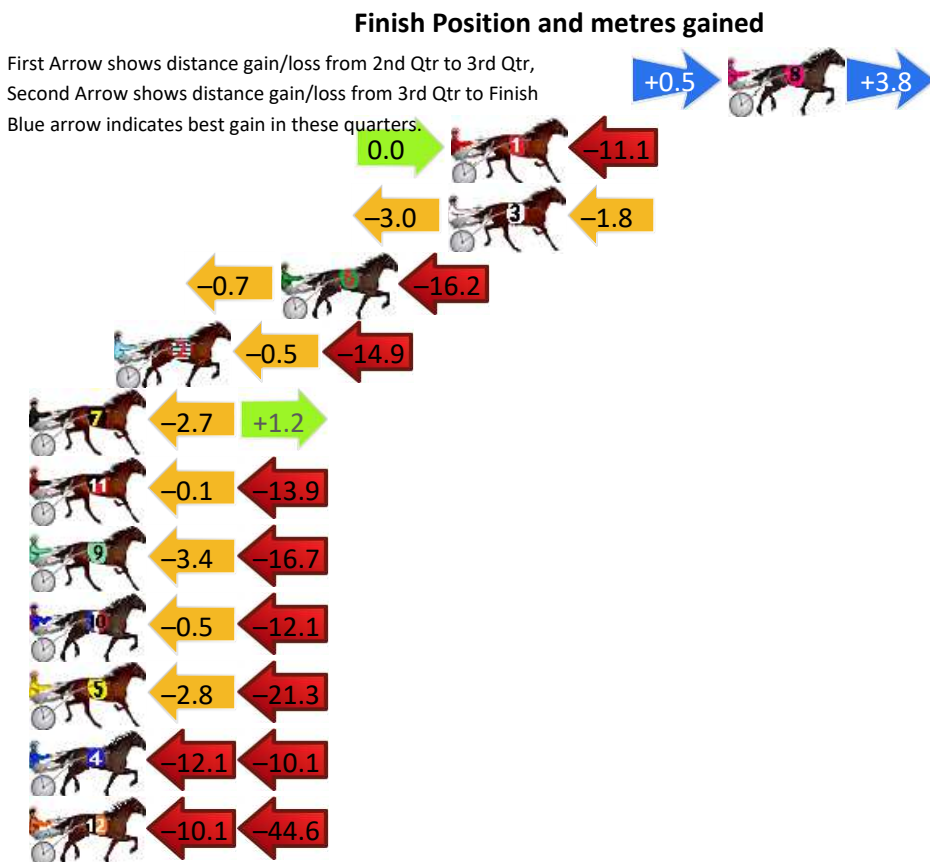 Finish Position and metres gained
First Arrow shows distance gain/loss from 2nd Qtr to 3rd Qtr,
Second Arrow shows distance gain/loss from 3rd Qtr to Finish
Blue arrow indicates best gain in these quarters.
+0.5 8 +3.8
0.0 1 –11.1
–3.0 3 –1.8
–0.7 6 –16.2
2 –0.5 –14.9
7 –2.7 +1.2
11 –0.1 –13.9
9 –3.4 –16.7
10 –0.5 –12.1
5 –2.8 –21.3
4 –12.1 –10.1
12 –10.1 –44.6